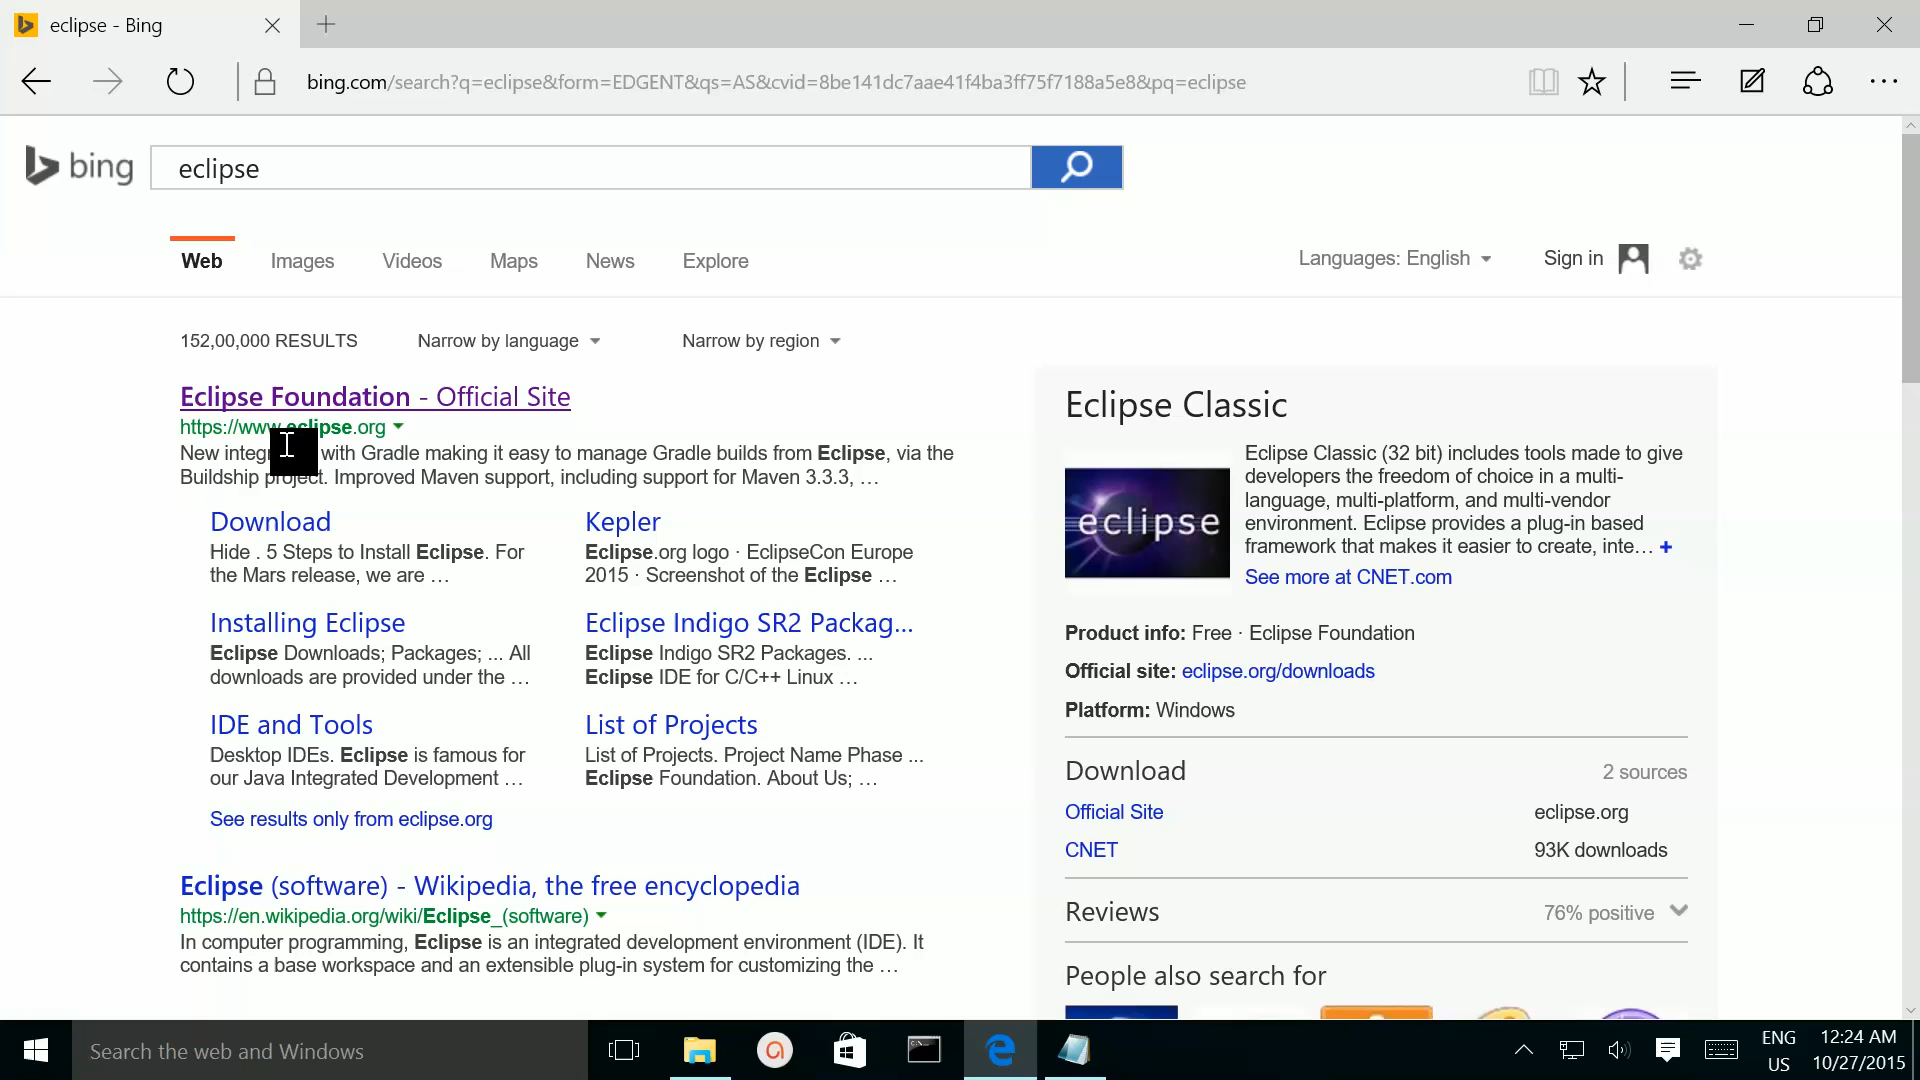 eclipse - Bing
bing.com/search?q=eclipse&form=EDGENT&qs=AS&cvid=8be141dc7aae41f4ba3ff75f7188a5e8&pq=eclipse
bing
eclipse
Web Images Videos Maps News Explore
Languages: English Sign in
152,00,000 RESULTS Narrow by language Narrow by region
Eclipse Foundation - Official Site
https://www.eclipse.org
New with Gradle making it easy to manage Gradle builds from Eclipse, via the
Buildship project. Improved Maven support, including support for Maven 3.3.3, ...
Download
Hide . 5 Steps to Install Eclipse. For
the Mars release, we are ...
Kepler
Eclipse.org logo · EclipseCon Europe
2015 · Screenshot of the Eclipse ...
Installing Eclipse
Eclipse Downloads; Packages; ... All
downloads are provided under the ...
Eclipse Indigo SR2 Packag...
Eclipse Indigo SR2 Packages. ...
Eclipse IDE for C/C++ Linux ...
IDE and Tools
Desktop IDEs. Eclipse is famous for
our Java Integrated Development ...
List of Projects
List of Projects. Project Name Phase ...
Eclipse Foundation. About Us; ...
See results only from eclipse.org
Eclipse (software) - Wikipedia, the free encyclopedia
https://en.wikipedia.org/wiki/Eclipse_(software)
In computer programming, Eclipse is an integrated development environment (IDE). It
contains a base workspace and an extensible plug-in system for customizing the ...
Eclipse Classic
eclipse
Eclipse Classic (32 bit) includes tools made to give
developers the freedom of choice in a multi-
language, multi-platform, and multi-vendor
environment. Eclipse provides a plug-in based
framework that makes it easier to create, inte... +
See more at CNET.com
Product info: Free · Eclipse Foundation
Official site: eclipse.org/downloads
Platform: Windows
Download 2 sources
Official Site eclipse.org
CNET 93K downloads
Reviews 76% positive
People also search for
Search the web and Windows
ENG
US
12:24 AM
10/27/2015